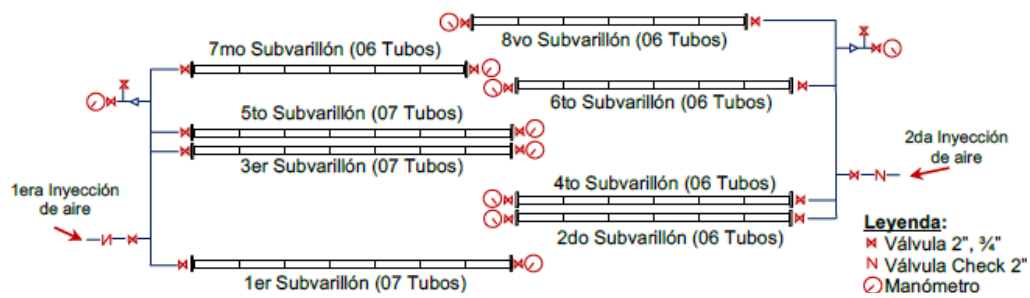 7mo Subvarillón (06 Tubos)
8vo Subvarillón (06 Tubos)
5to Subvarillón (07 Tubos)
6to Subvarillón (06 Tubos)
3er Subvarillón (07 Tubos)
2da Inyección
de aire
1era Inyección
de aire
4to Subvarillón (06 Tubos)
2do Subvarillón (06 Tubos)
1er Subvarillón (07 Tubos)
Leyenda:
Válvula 2", ¾"
Válvula Check 2"
Manómetro